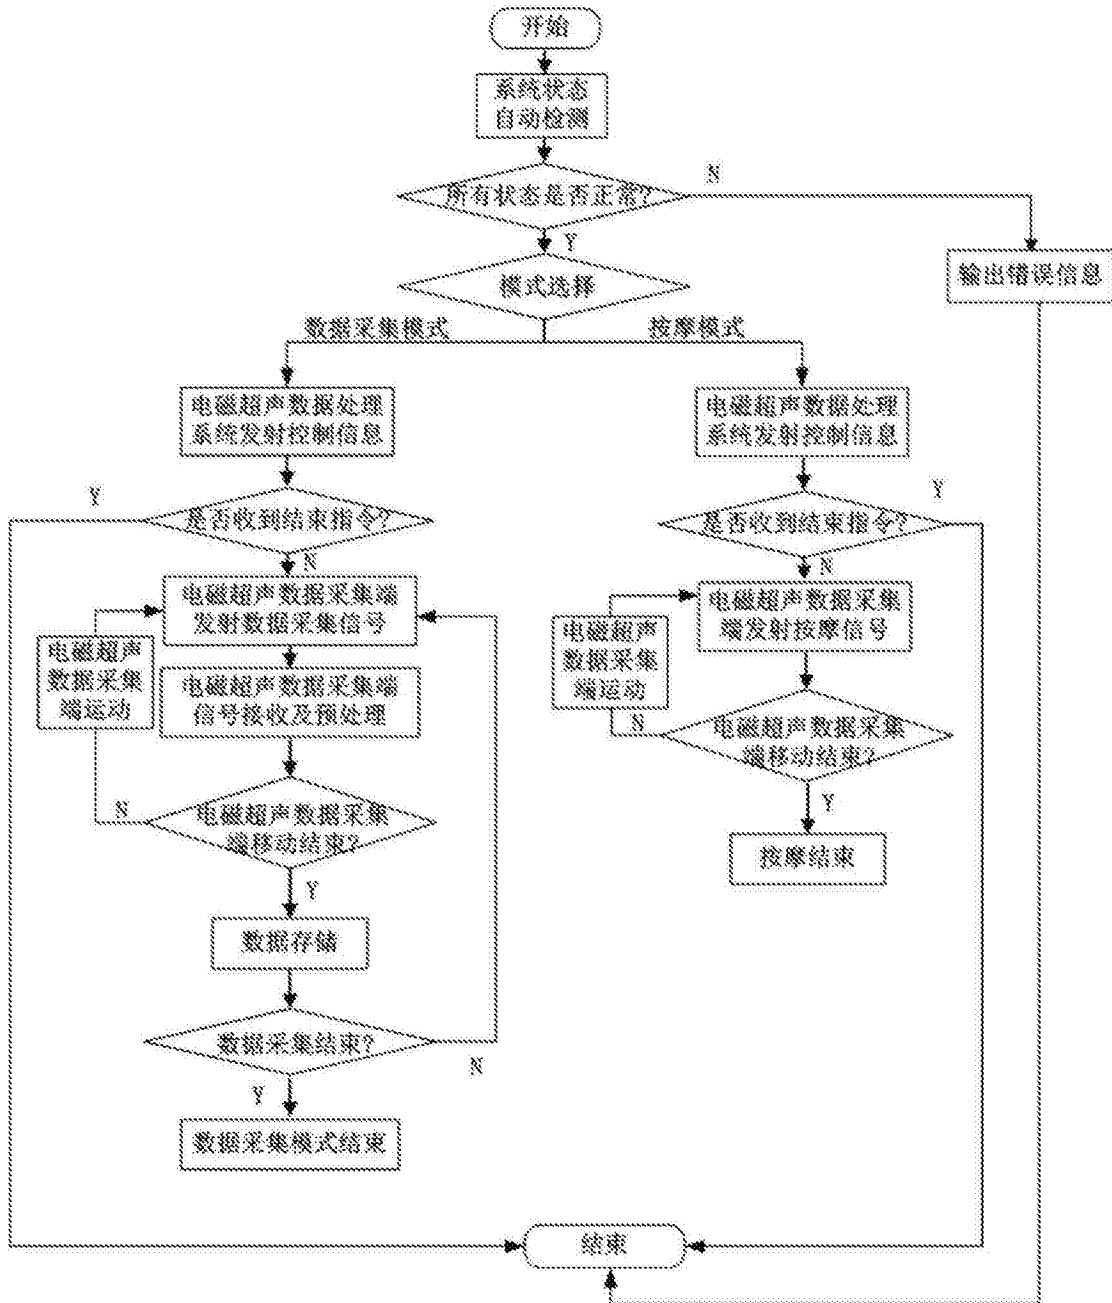 开始
系统状态
自动检测
所有状态是否正常?
N
Y
模式选择
输出错误信息
数据采集模式
按摩模式
电磁超声数据处理
系统发射控制信息
电磁超声数据处理
系统发射控制信息
Y
是否收到结束指令?
N
Y
是否收到结束指令?
N
电磁超声数据采集端
发射数据采集信号
电磁超声
数据采集
端运动
电磁超声数据采集端
信号接收及预处理
N
电磁超声数据采集
端移动结束?
Y
数据存储
数据采集结束?
N
Y
数据采集模式结束
电磁超声数据采集
端发射按摩信号
电磁超声
数据采集
端运动
N
电磁超声数据采集
端移动结束?
Y
按摩结束
结束